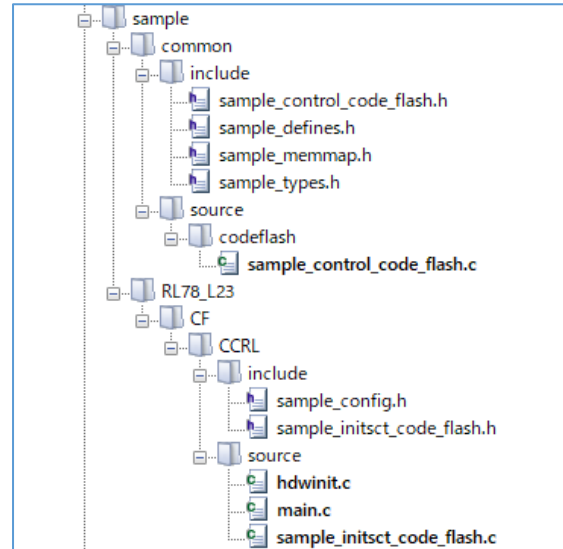 sample
common
include
sample_control_code_flash.h
sample_defines.h
sample_memmap.h
sample_types.h
source
codeflash
sample_control_code_flash.c
RL78_L23
CF
CCRL
include
sample_config.h
sample_initsct_code_flash.h
source
hdwinit.c
main.c
sample_initsct_code_flash.c